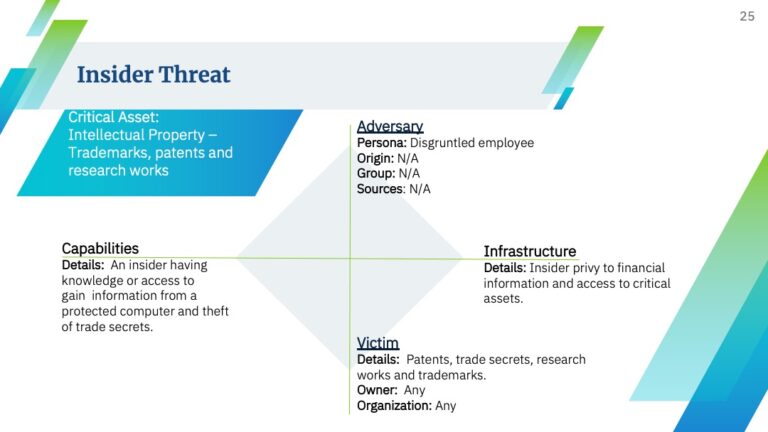 25
Insider Threat
Critical Asset:
Intellectual Property –
Trademarks, patents and
research works
Adversary
Persona: Disgruntled employee
Origin: N/A
Group: N/A
Sources: N/A
Capabilities
Details: An insider having
knowledge or access to
gain information from a
protected computer and theft
of trade secrets.
Infrastructure
Details: Insider privy to financial
information and access to critical
assets.
Victim
Details: Patents, trade secrets, research
works and trademarks.
Owner: Any
Organization: Any